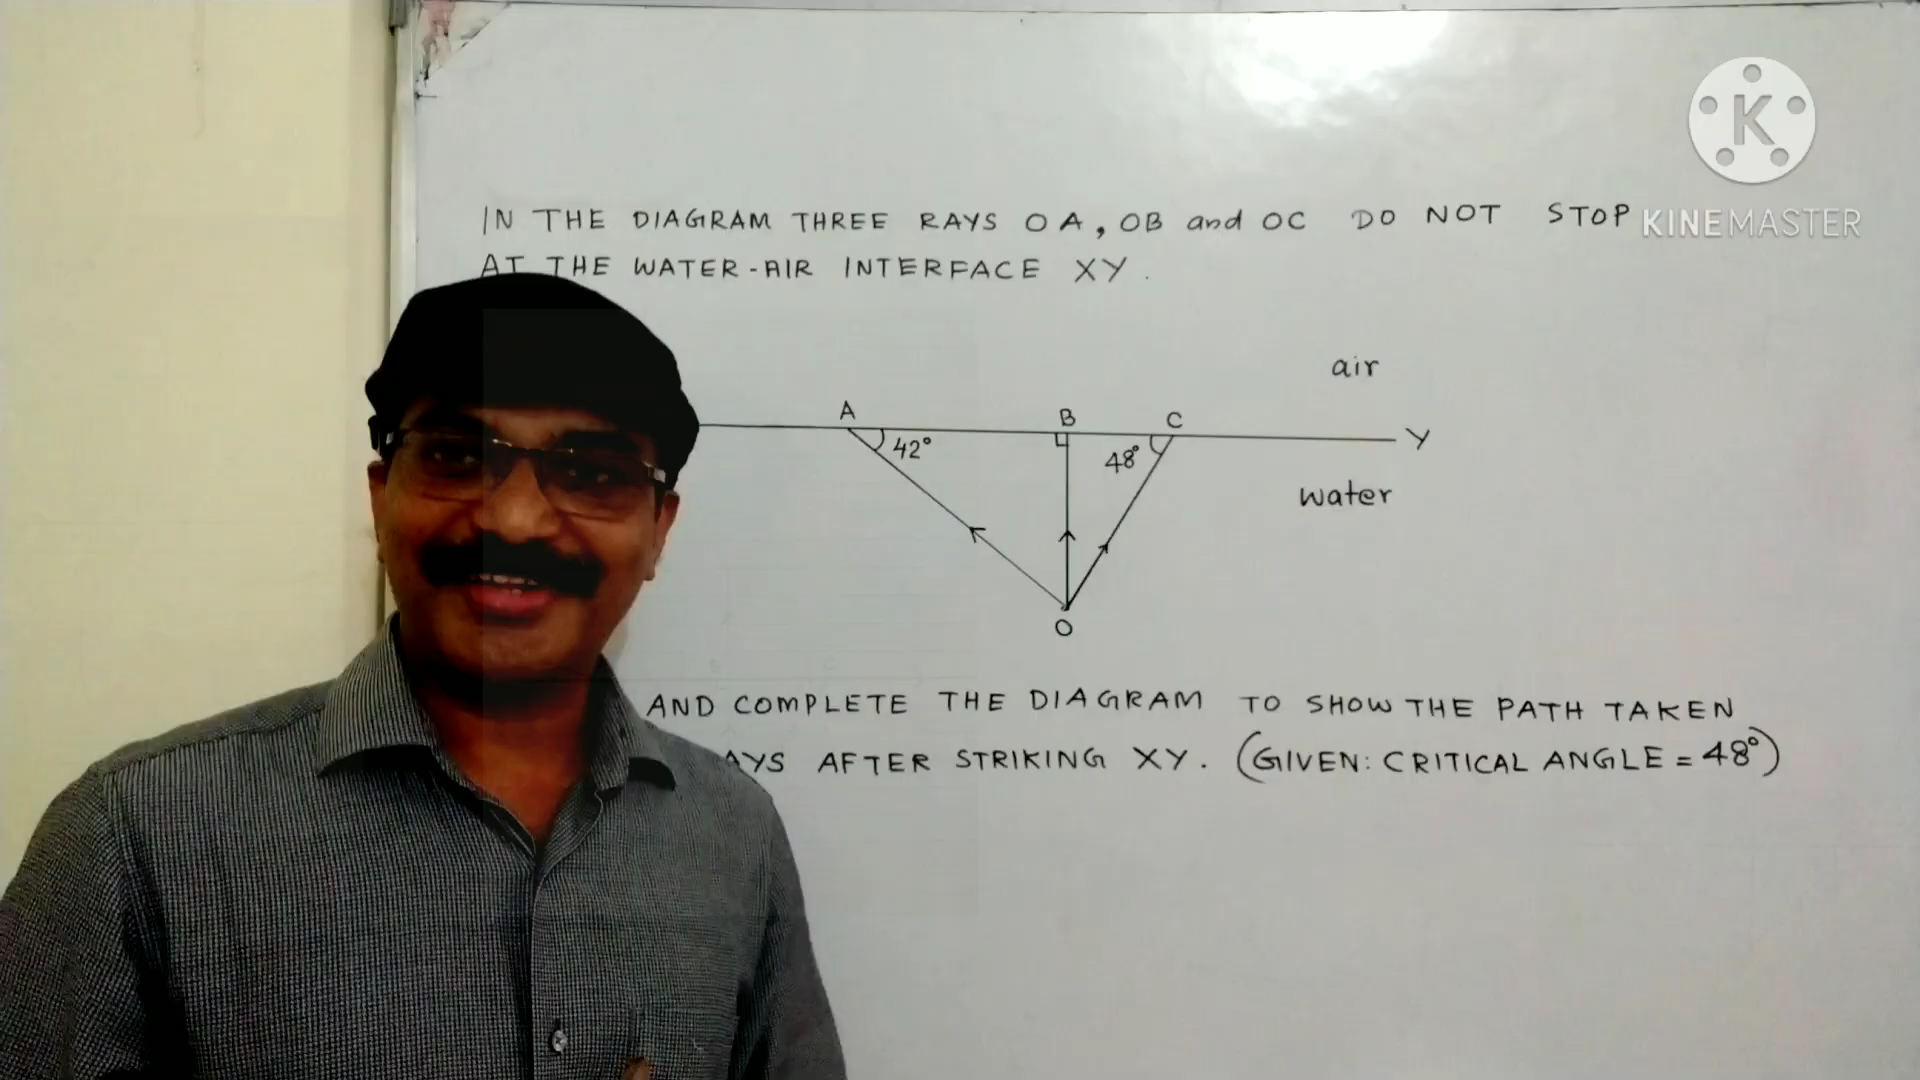 IN THE DIAGRAM THREE RAYS OA, OB and OC DO NOT STOP
AT THE WATER-AIR INTERFACE XY.
K
KINEMASTER
air
A
B
C
Y
42°
48°
water
O
AND COMPLETE THE DIAGRAM TO SHOW THE PATH TAKEN
AFTER STRIKING XY. (GIVEN: CRITICAL ANGLE = 48°)